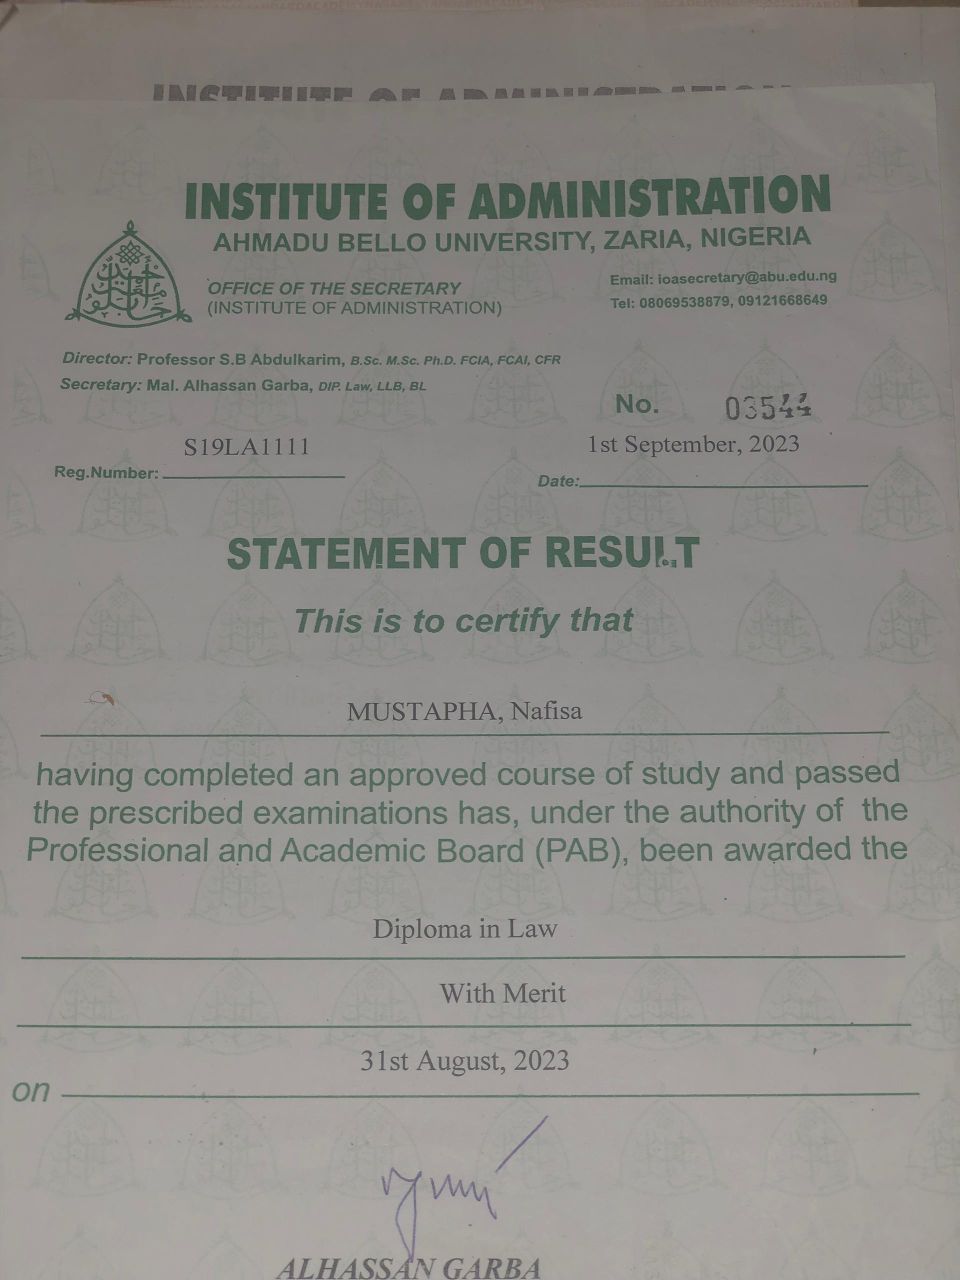 INSTITUTE OF ADMINISTRATION
INSTITUTE OF ADMINISTRATION
AHMADU BELLO UNIVERSITY, ZARIA, NIGERIA
OFFICE OF THE SECRETARY
(INSTITUTE OF ADMINISTRATION)
Email: ioasecretary@abu.edu.ng
Tel: 08069538879, 09121668649
Director: Professor S.B Abdulkarim, B.Sc. M.Sc. Ph.D. FCIA, FCAI, CFR
Secretary: Mal. Alhassan Garba, DIP. Law, LLB, BL
No. 03544
Reg.Number: S19LA1111
Date: 1st September, 2023
STATEMENT OF RESULT
This is to certify that
MUSTAPHA, Nafisa
having completed an approved course of study and passed
the prescribed examinations has, under the authority of the
Professional and Academic Board (PAB), been awarded the
Diploma in Law
With Merit
on 31st August, 2023
ALHASSAN GARBA